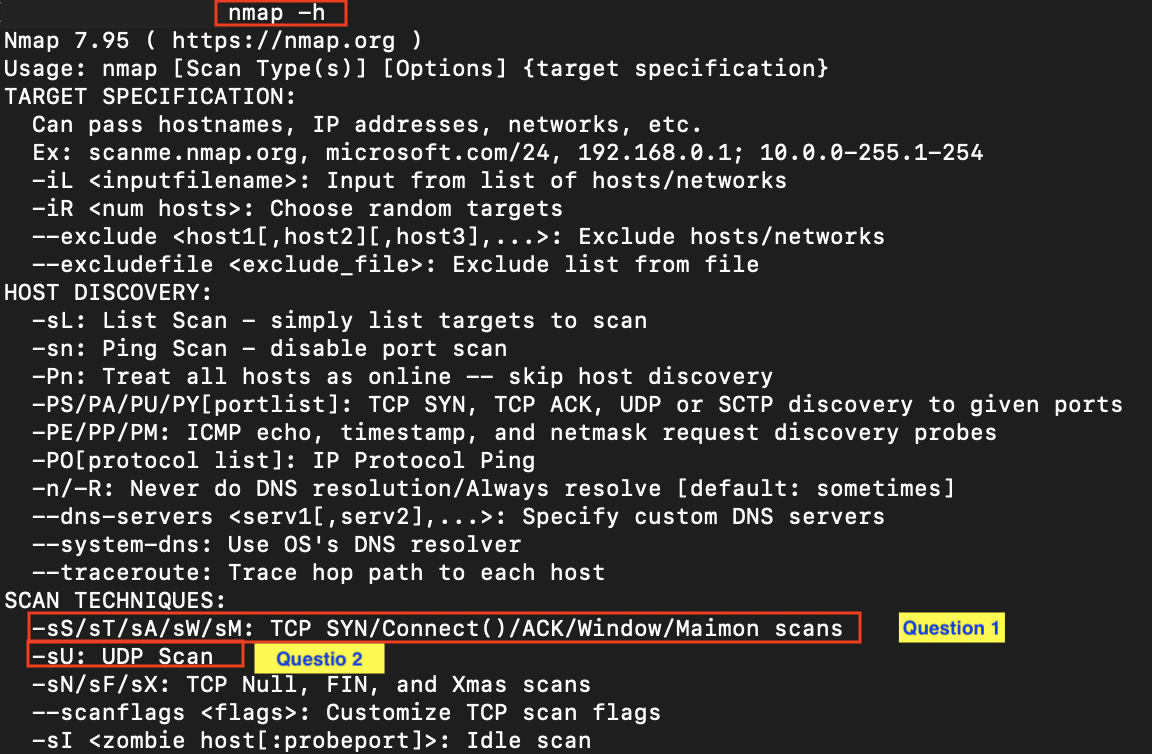 nmap -h
Nmap 7.95 ( https://nmap.org )
Usage: nmap [Scan Type(s)] [Options] {target specification}
TARGET SPECIFICATION:
  Can pass hostnames, IP addresses, networks, etc.
  Ex: scanme.nmap.org, microsoft.com/24, 192.168.0.1; 10.0.0-255.1-254
  -iL <inputfilename>: Input from list of hosts/networks
  -iR <num hosts>: Choose random targets
  --exclude <host1[,host2][,host3],...>: Exclude hosts/networks
  --excludefile <exclude_file>: Exclude list from file
HOST DISCOVERY:
  -sL: List Scan - simply list targets to scan
  -sn: Ping Scan - disable port scan
  -Pn: Treat all hosts as online -- skip host discovery
  -PS/PA/PU/PY[portlist]: TCP SYN, TCP ACK, UDP or SCTP discovery to given ports
  -PE/PP/PM: ICMP echo, timestamp, and netmask request discovery probes
  -PO[protocol list]: IP Protocol Ping
  -n/-R: Never do DNS resolution/Always resolve [default: sometimes]
  --dns-servers <serv1[,serv2],...>: Specify custom DNS servers
  --system-dns: Use OS's DNS resolver
  --traceroute: Trace hop path to each host
SCAN TECHNIQUES:
  -sS/sT/sA/sW/sM: TCP SYN/Connect()/ACK/Window/Maimon scans Question 1
  -sU: UDP Scan Questio 2
  -sN/sF/sX: TCP Null, FIN, and Xmas scans
  --scanflags <flags>: Customize TCP scan flags
  -sI <zombie host[:probeport]>: Idle scan